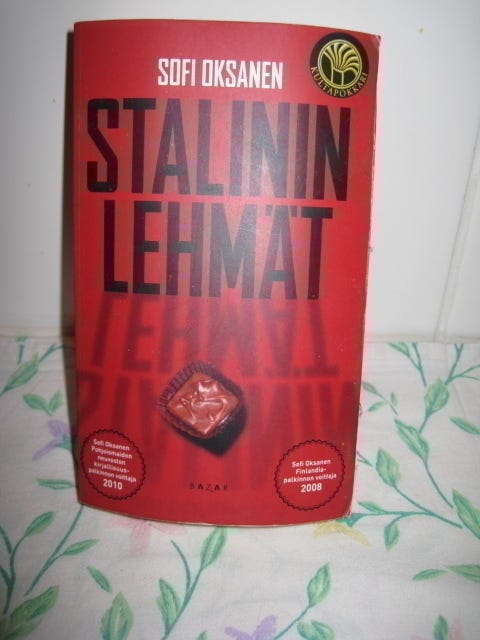 SOFI OKSANEN
KULTAPOKKARI
STALININ
LEHMÄT
Sofi Oksanen
Pohjoismaiden
neuvoston
kirjallisuus-
palkinnon voittaja
2010
Sofi Oksanen
Finlandia-
palkinnon voittaja
2008
BAZAR